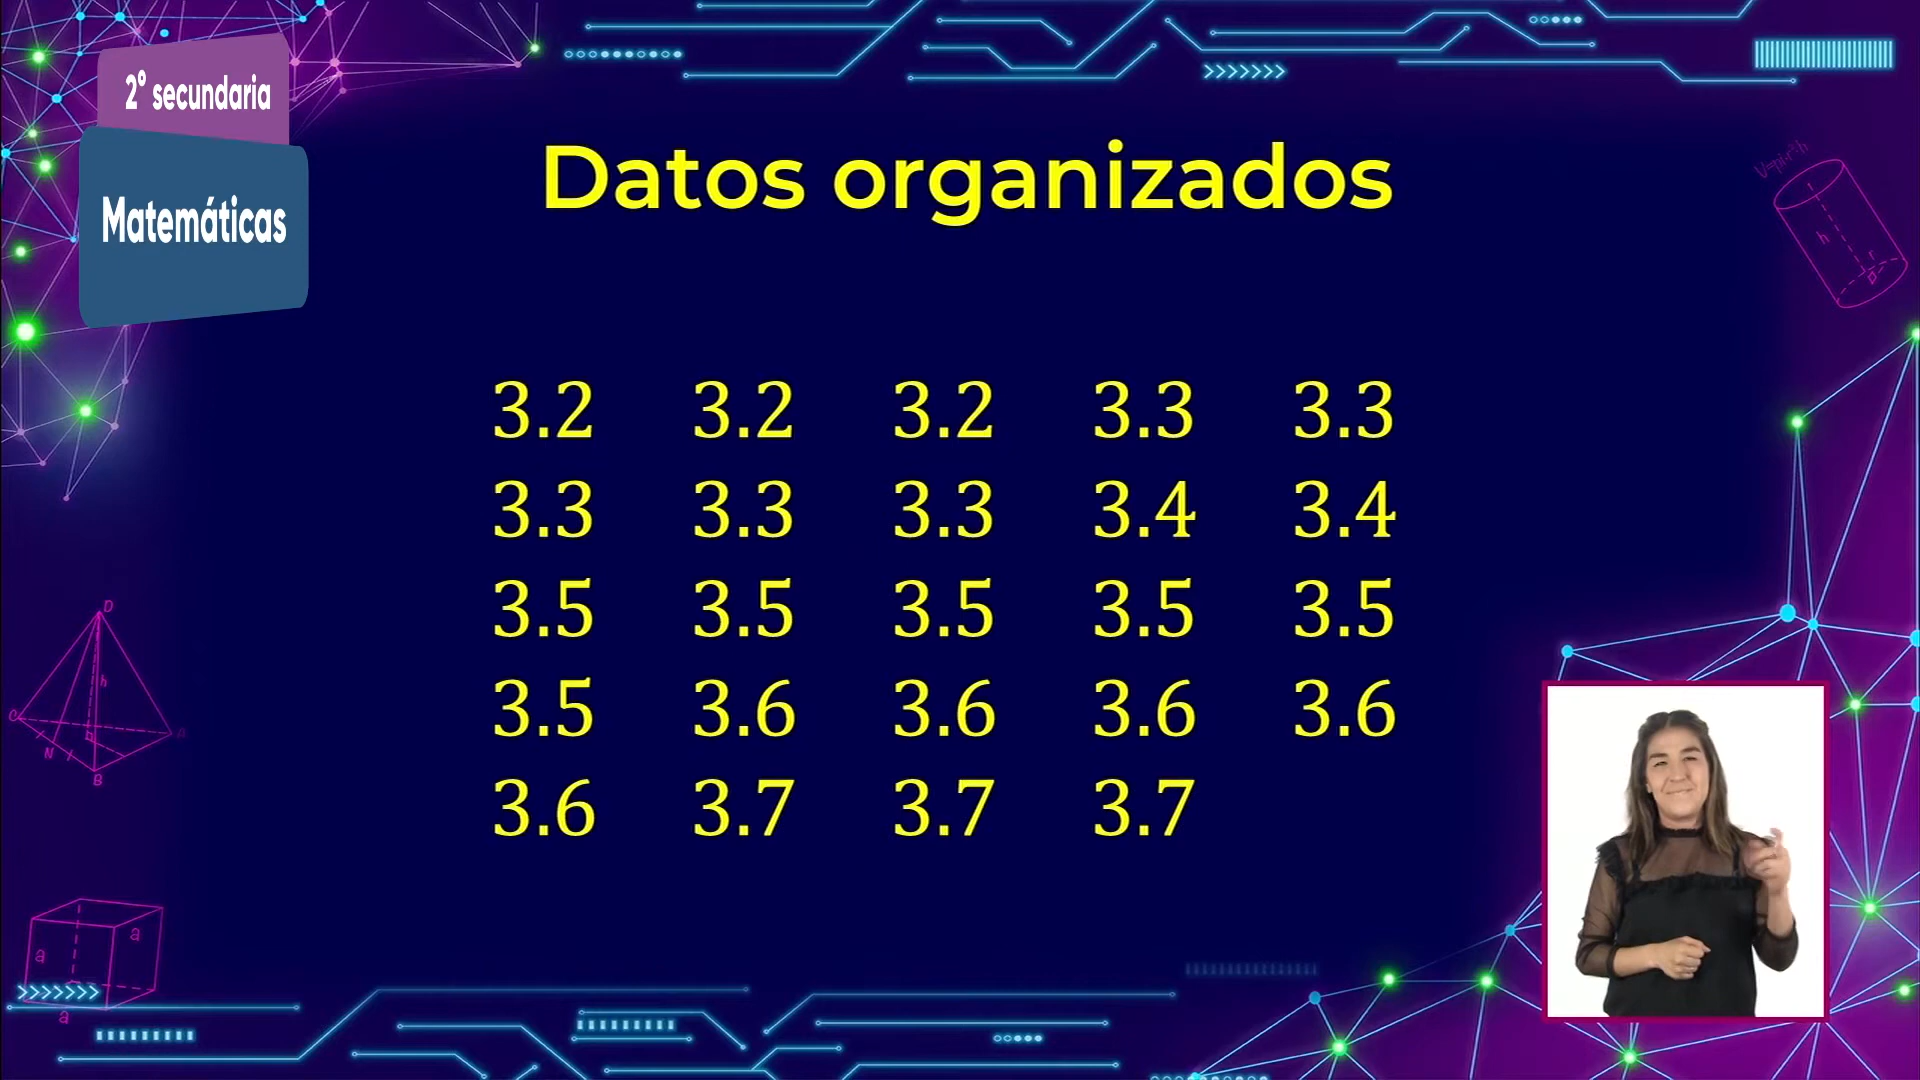 2° secundaria
Matemáticas
Datos organizados
3.2 3.2 3.2 3.3 3.3
3.3 3.3 3.3 3.4 3.4
3.5 3.5 3.5 3.5 3.5
3.5 3.6 3.6 3.6 3.6
3.6 3.7 3.7 3.7
h
r
D
h
C
A
N
b
B
a
a
a